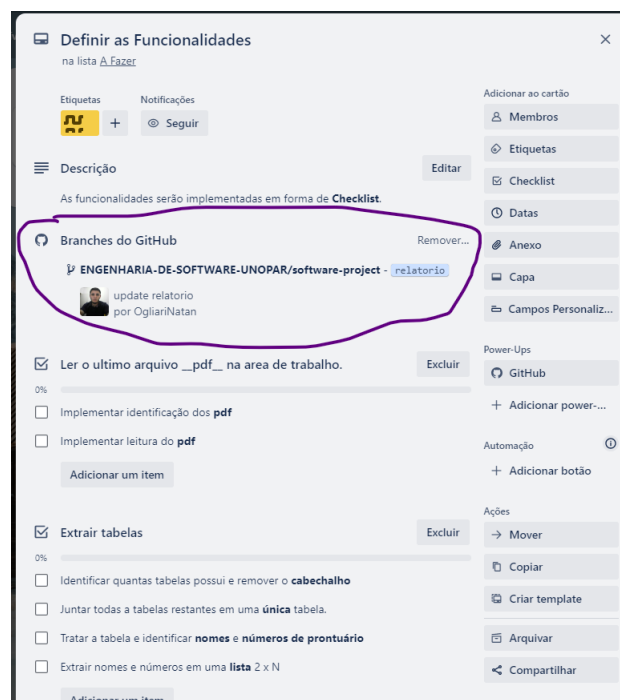 Definir as Funcionalidades
na lista A Fazer
Etiquetas
Notificações
+
Seguir
Descrição
Editar
As funcionalidades serão implementadas em forma de Checklist.
Branches do GitHub
Remover...
ENGENHARIA-DE-SOFTWARE-UNOPAR/software-project - relatorio
update relatorio
por OgliariNatan
Ler o ultimo arquivo __pdf__ na area de trabalho.
Excluir
0%
Implementar identificação dos pdf
Implementar leitura do pdf
Adicionar um item
Extrair tabelas
Excluir
0%
Identificar quantas tabelas possui e remover o cabechalho
Juntar todas a tabelas restantes em uma única tabela.
Tratar a tabela e identificar nomes e números de prontuário
Extrair nomes e números em uma lista 2 x N
Adicionar um item
Adicionar ao cartão
Membros
Etiquetas
Checklist
Datas
Anexo
Capa
Campos Personaliz...
Power-Ups
GitHub
+ Adicionar power-...
Automação
+ Adicionar botão
Ações
Mover
Copiar
Criar template
Arquivar
Compartilhar